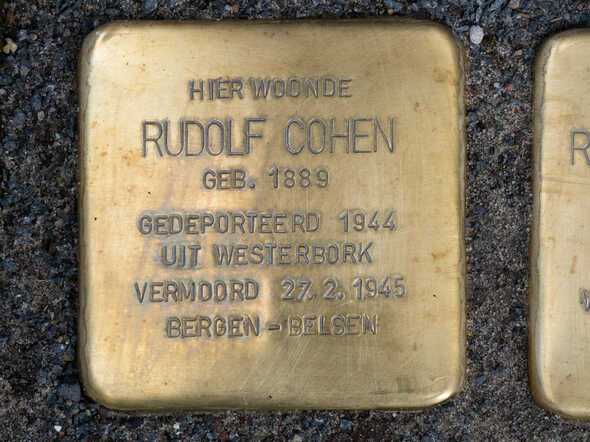 HIER WOONDE
RUDOLF COHEN
GEB. 1889
GEDEPORTEERD 1944
UIT WESTERBORK
VERMOORD 27.2.1945
BERGEN - BELSEN